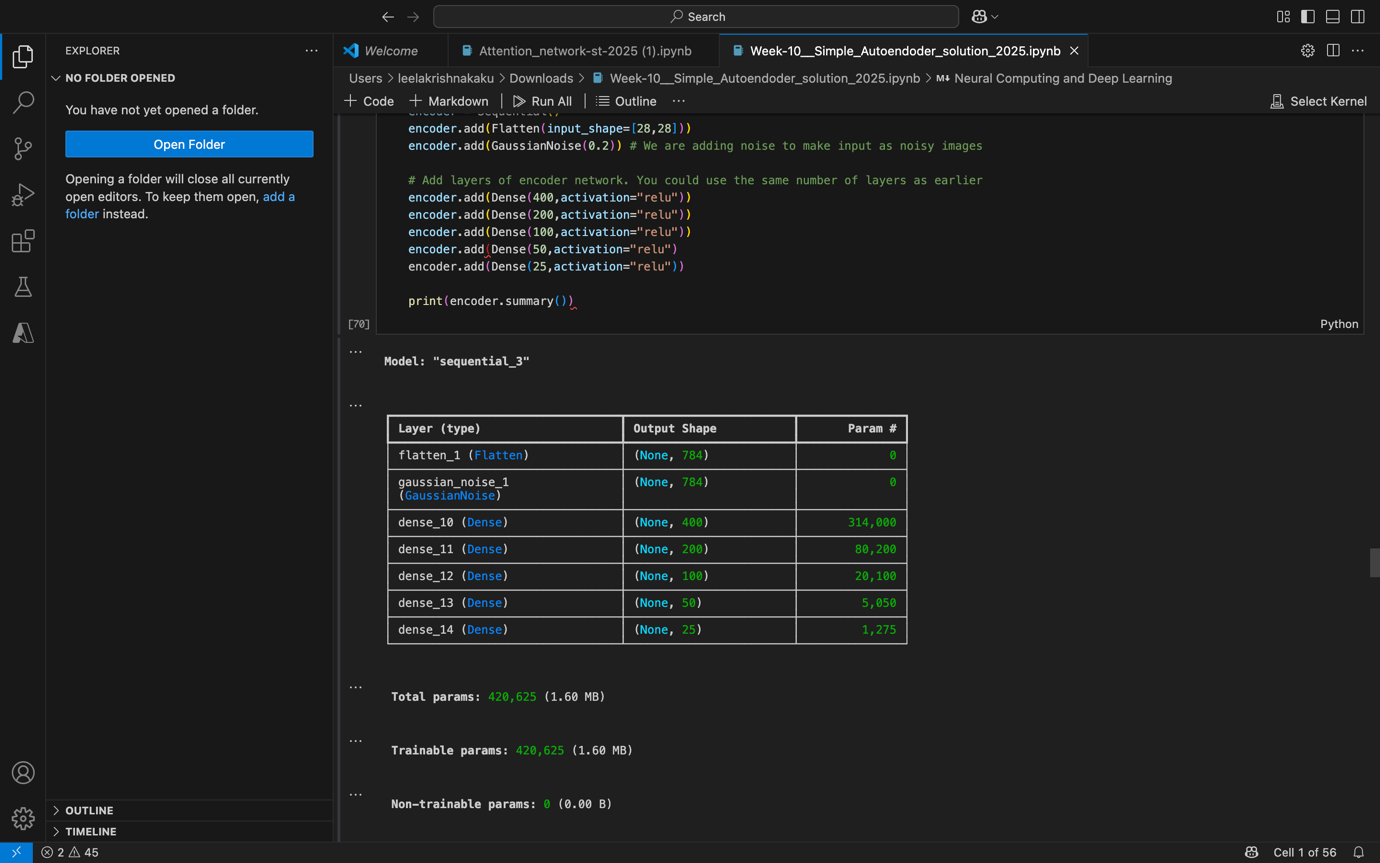 Search
EXPLORER
...
NO FOLDER OPENED
You have not yet opened a folder.
Open Folder
Opening a folder will close all currently
open editors. To keep them open, add a
folder instead.
OUTLINE
TIMELINE
Welcome
Attention_network-st-2025 (1).ipynb
Week-10__Simple_Autoendoder_solution_2025.ipynb
...
Users > leelakrishnakaku > Downloads > Week-10__Simple_Autoendoder_solution_2025.ipynb > M↓ Neural Computing and Deep Learning
+ Code + Markdown Run All Outline ... Select Kernel
encoder = Sequential()
encoder.add(Flatten(input_shape=[28,28]))
encoder.add(GaussianNoise(0.2)) # We are adding noise to make input as noisy images
# Add layers of encoder network. You could use the same number of layers as earlier
encoder.add(Dense(400,activation="relu"))
encoder.add(Dense(200,activation="relu"))
encoder.add(Dense(100,activation="relu"))
encoder.add(Dense(50,activation="relu")
encoder.add(Dense(25,activation="relu"))
print(encoder.summary())
[70]
Python
...
Model: "sequential_3"
...
Layer (type) Output Shape Param #
flatten_1 (Flatten) (None, 784) 0
gaussian_noise_1 (None, 784) 0
(GaussianNoise)
dense_10 (Dense) (None, 400) 314,000
dense_11 (Dense) (None, 200) 80,200
dense_12 (Dense) (None, 100) 20,100
dense_13 (Dense) (None, 50) 5,050
dense_14 (Dense) (None, 25) 1,275
...
Total params: 420,625 (1.60 MB)
...
Trainable params: 420,625 (1.60 MB)
...
Non-trainable params: 0 (0.00 B)
2 45
Cell 1 of 56